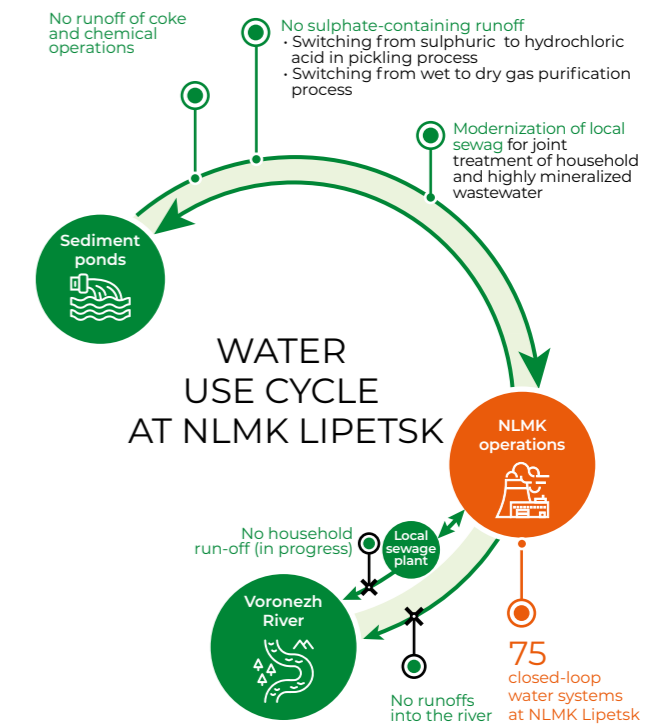 No runoff of coke
and chemical
operations
No sulphate-containing runoff
· Switching from sulphuric to hydrochloric
acid in pickling process
· Switching from wet to dry gas purification
process
Modernization of local
sewag for joint
treatment of household
and highly mineralized
wastewater
Sediment
ponds
WATER
USE CYCLE
AT NLMK LIPETSK
NLMK
operations
No household
run-off (in progress)
Local
sewage
plant
Voronezh
River
No runoffs
into the river
75
closed-loop
water systems
at NLMK Lipetsk